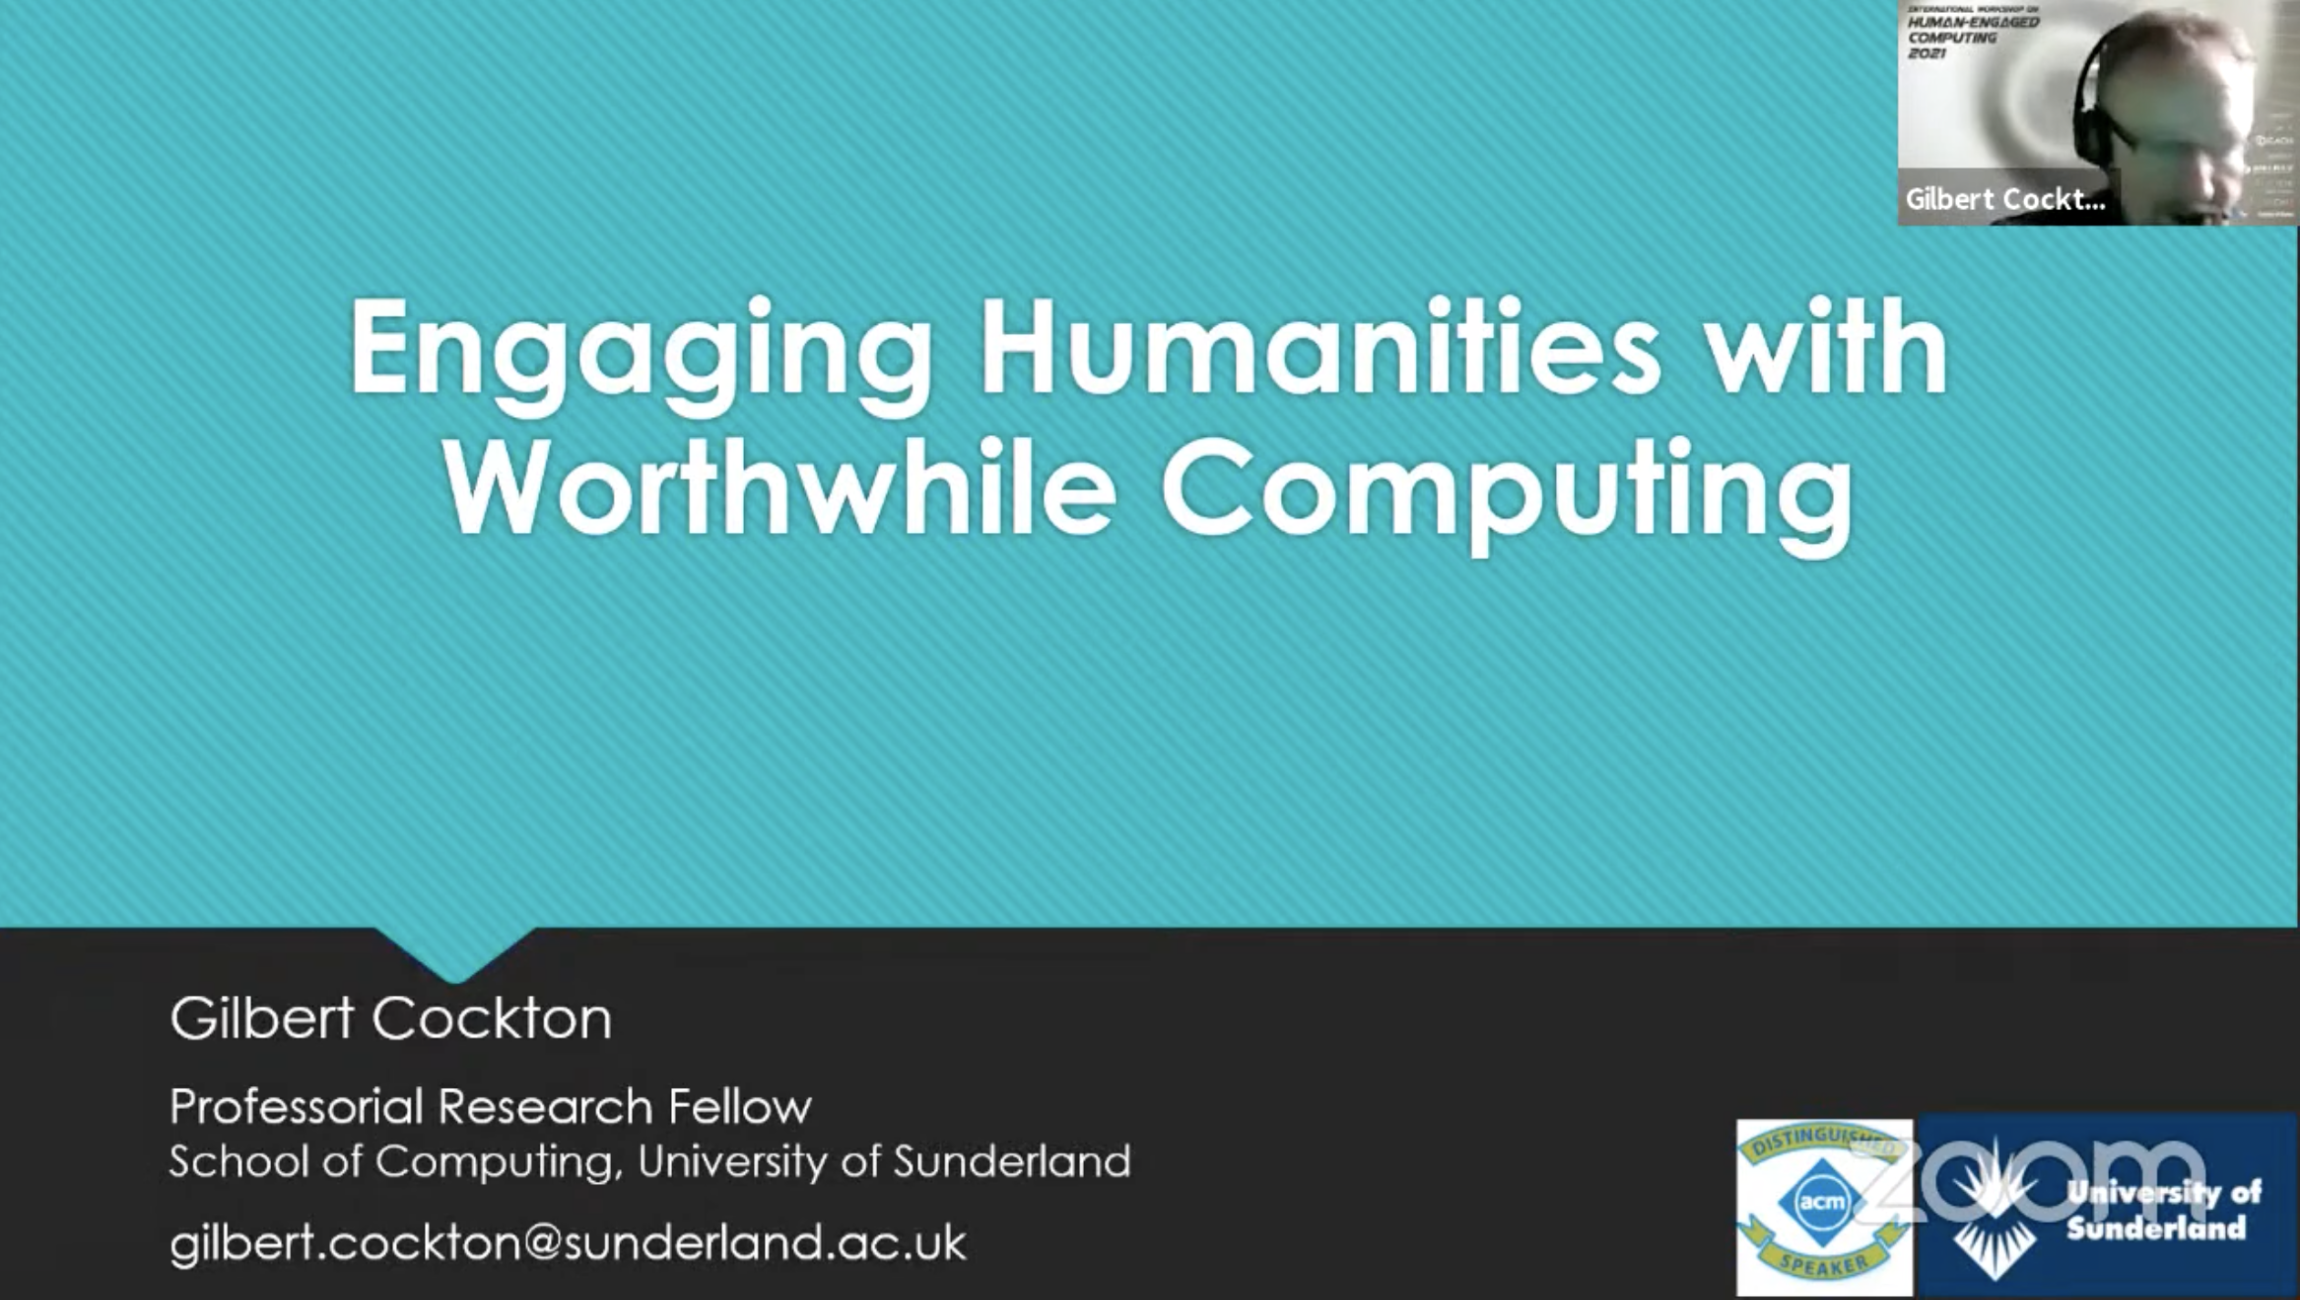 INTERNATIONAL WORKSHOP ON
HUMAN-ENGAGED
COMPUTING
2021
Gilbert Cockt...
Engaging Humanities with
Worthwhile Computing
Gilbert Cockton
Professorial Research Fellow
School of Computing, University of Sunderland
gilbert.cockton@sunderland.ac.uk
DISTINGUISHED
acm
SPEAKER
zoom
University of
Sunderland